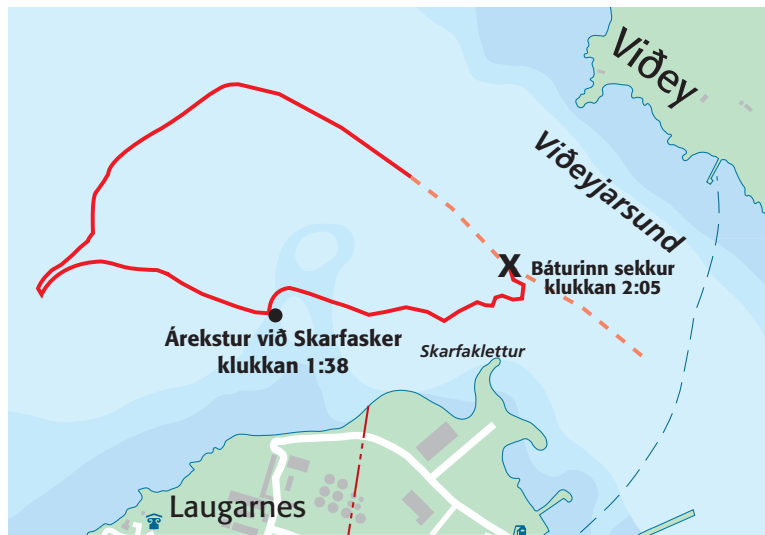 Viðey
Viðeyjarsund
X
Báturinn sekkur
klukkan 2:05
Árekstur við Skarfasker
klukkan 1:38
Skarfaklettur
Laugarnes